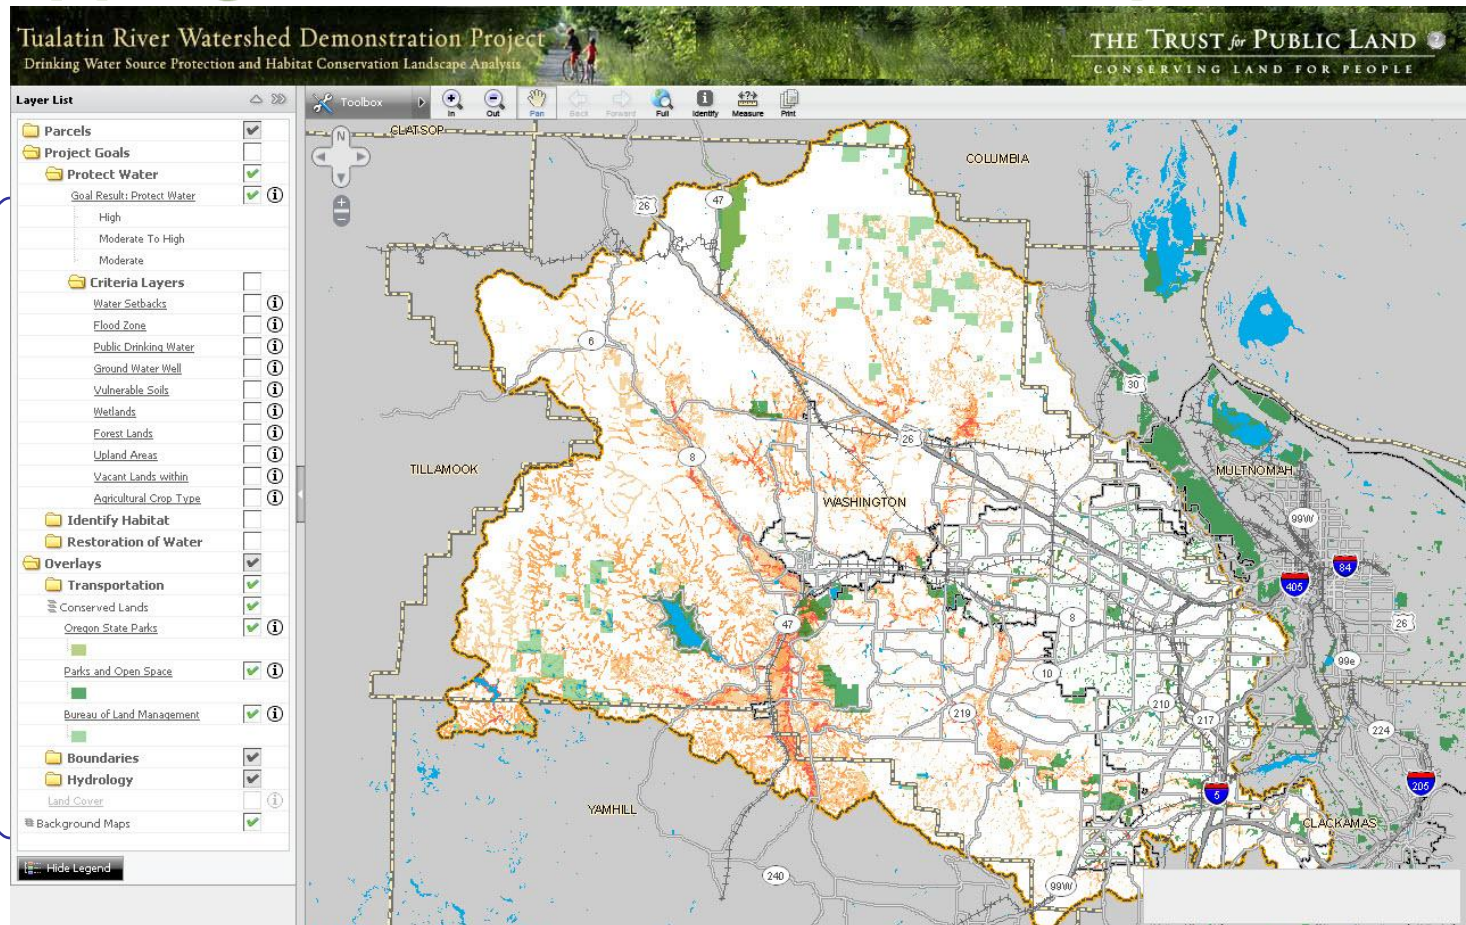 Tualatin River Watershed Demonstration Project
Drinking Water Source Protection and Habitat Conservation Landscape Analysis
THE TRUST for PUBLIC LAND
CONSERVING LAND FOR PEOPLE
?
Layer List
Toolbox
In
Out
Pan
Back
Forward
Full
Identify
Measure
Print
Parcels
Project Goals
Protect Water
Goal Result: Protect Water
High
Moderate To High
Moderate
Criteria Layers
Water Setbacks
Flood Zone
Public Drinking Water
Ground Water Well
Vulnerable Soils
Wetlands
Forest Lands
Upland Areas
Vacant Lands within
Agricultural Crop Type
Identify Habitat
Restoration of Water
Overlays
Transportation
Conserved Lands
Oregon State Parks
Parks and Open Space
Bureau of Land Management
Boundaries
Hydrology
Land Cover
Background Maps
Hide Legend
N
CLATSOP
COLUMBIA
26
47
6
30
26
8
TILLAMOOK
MULTNOMAH
WASHINGTON
99W
84
405
47
8
26
99e
10
210
217
219
224
205
5
YAMHILL
CLACKAMAS
240
99W